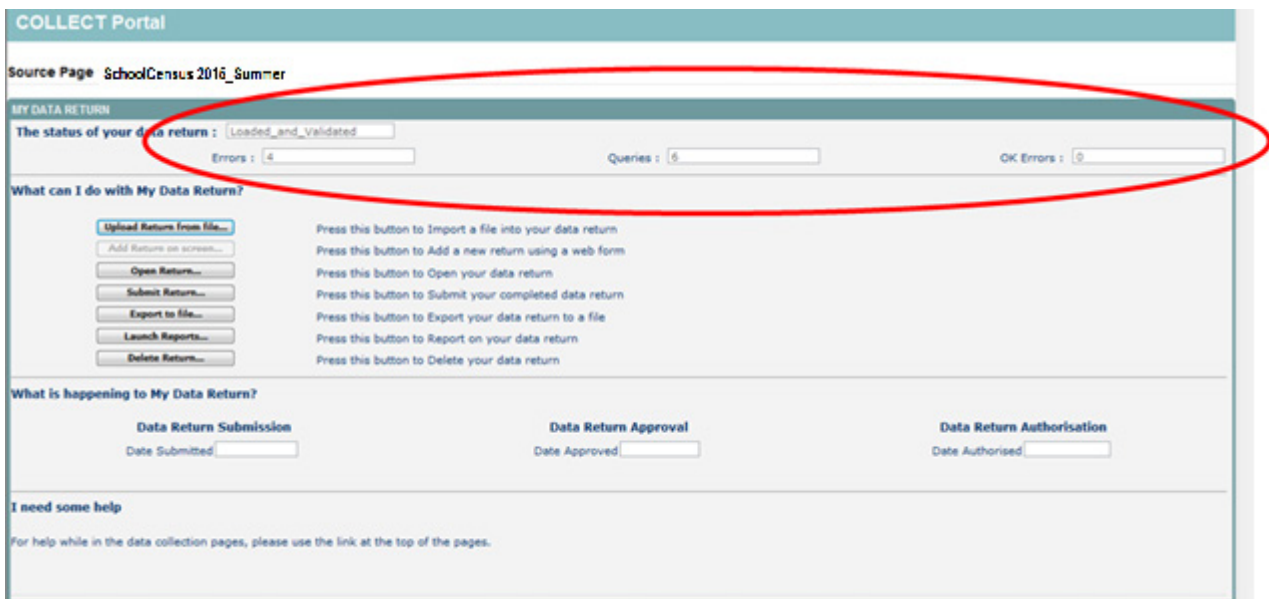 COLLECT Portal
Source Page SchoolCensus 2016_Summer
MY DATA RETURN
The status of your data return : Loaded_and_Validated
Errors : 4 Queries : 6 OK Errors : 0
What can I do with My Data Return?
Upload Return from file... Press this button to Import a file into your data return
Add Return on screen... Press this button to Add a new return using a web form
Open Return... Press this button to Open your data return
Submit Return... Press this button to Submit your completed data return
Export to file... Press this button to Export your data return to a file
Launch Reports... Press this button to Report on your data return
Delete Return... Press this button to Delete your data return
What is happening to My Data Return?
Data Return Submission Data Return Approval Data Return Authorisation
Date Submitted Date Approved Date Authorised
I need some help
For help while in the data collection pages, please use the link at the top of the pages.